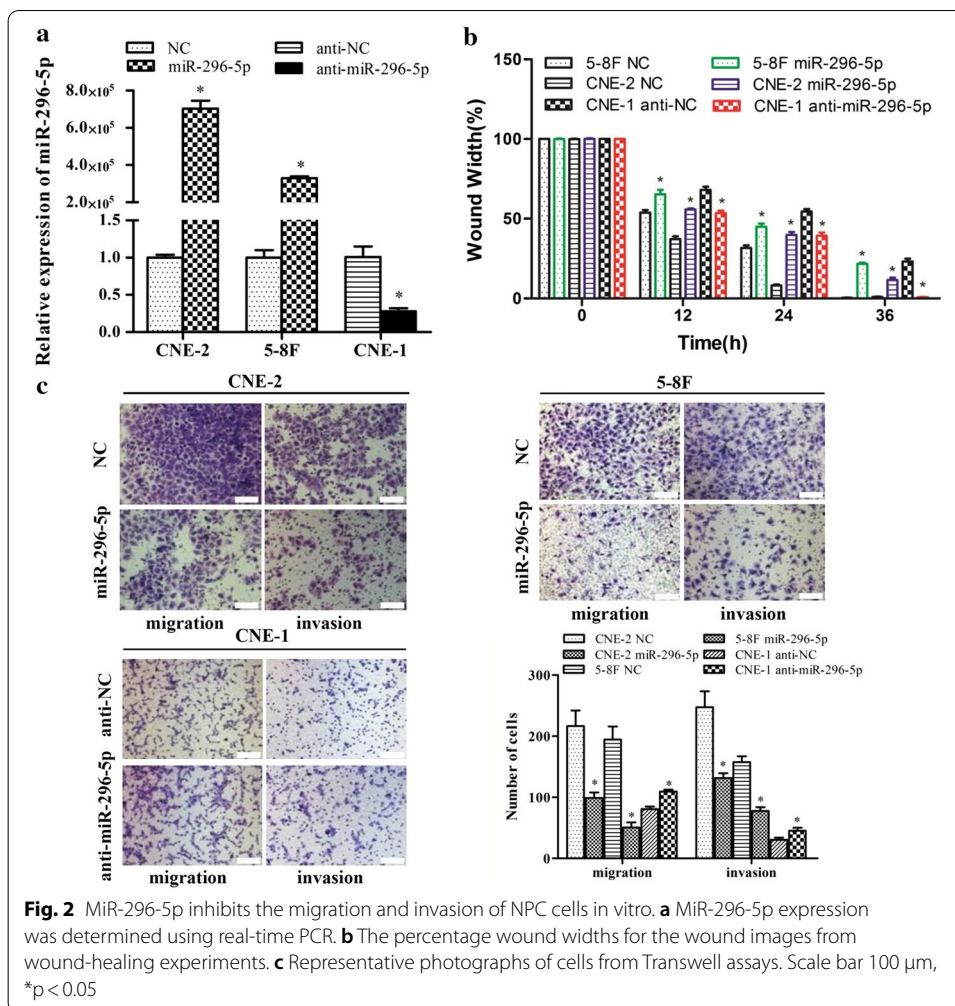 a
NC
anti-NC
miR-296-5p
anti-miR-296-5p
Relative expression of miR-296-5p
8.0×10⁵
6.0×10⁵
4.0×10⁵
2.0×10⁵
1.5
1.0
0.5
0.0
*
*
*
CNE-2
5-8F
CNE-1
b
5-8F NC
5-8F miR-296-5p
CNE-2 NC
CNE-2 miR-296-5p
CNE-1 anti-NC
CNE-1 anti-miR-296-5p
Wound Width(%)
150
100
50
0
*
*
*
*
*
*
*
*
*
0
12
24
36
Time(h)
c
CNE-2
NC
miR-296-5p
migration
invasion
5-8F
NC
miR-296-5p
migration
invasion
CNE-1
anti-NC
anti-miR-296-5p
migration
invasion
CNE-2 NC
5-8F miR-296-5p
CNE-2 miR-296-5p
CNE-1 anti-NC
5-8F NC
CNE-1 anti-miR-296-5p
Number of cells
300
200
100
0
*
*
*
*
*
*
migration
invasion
Fig. 2 MiR-296-5p inhibits the migration and invasion of NPC cells in vitro. a MiR-296-5p expression
was determined using real-time PCR. b The percentage wound widths for the wound images from
wound-healing experiments. c Representative photographs of cells from Transwell assays. Scale bar 100 μm,
*p < 0.05